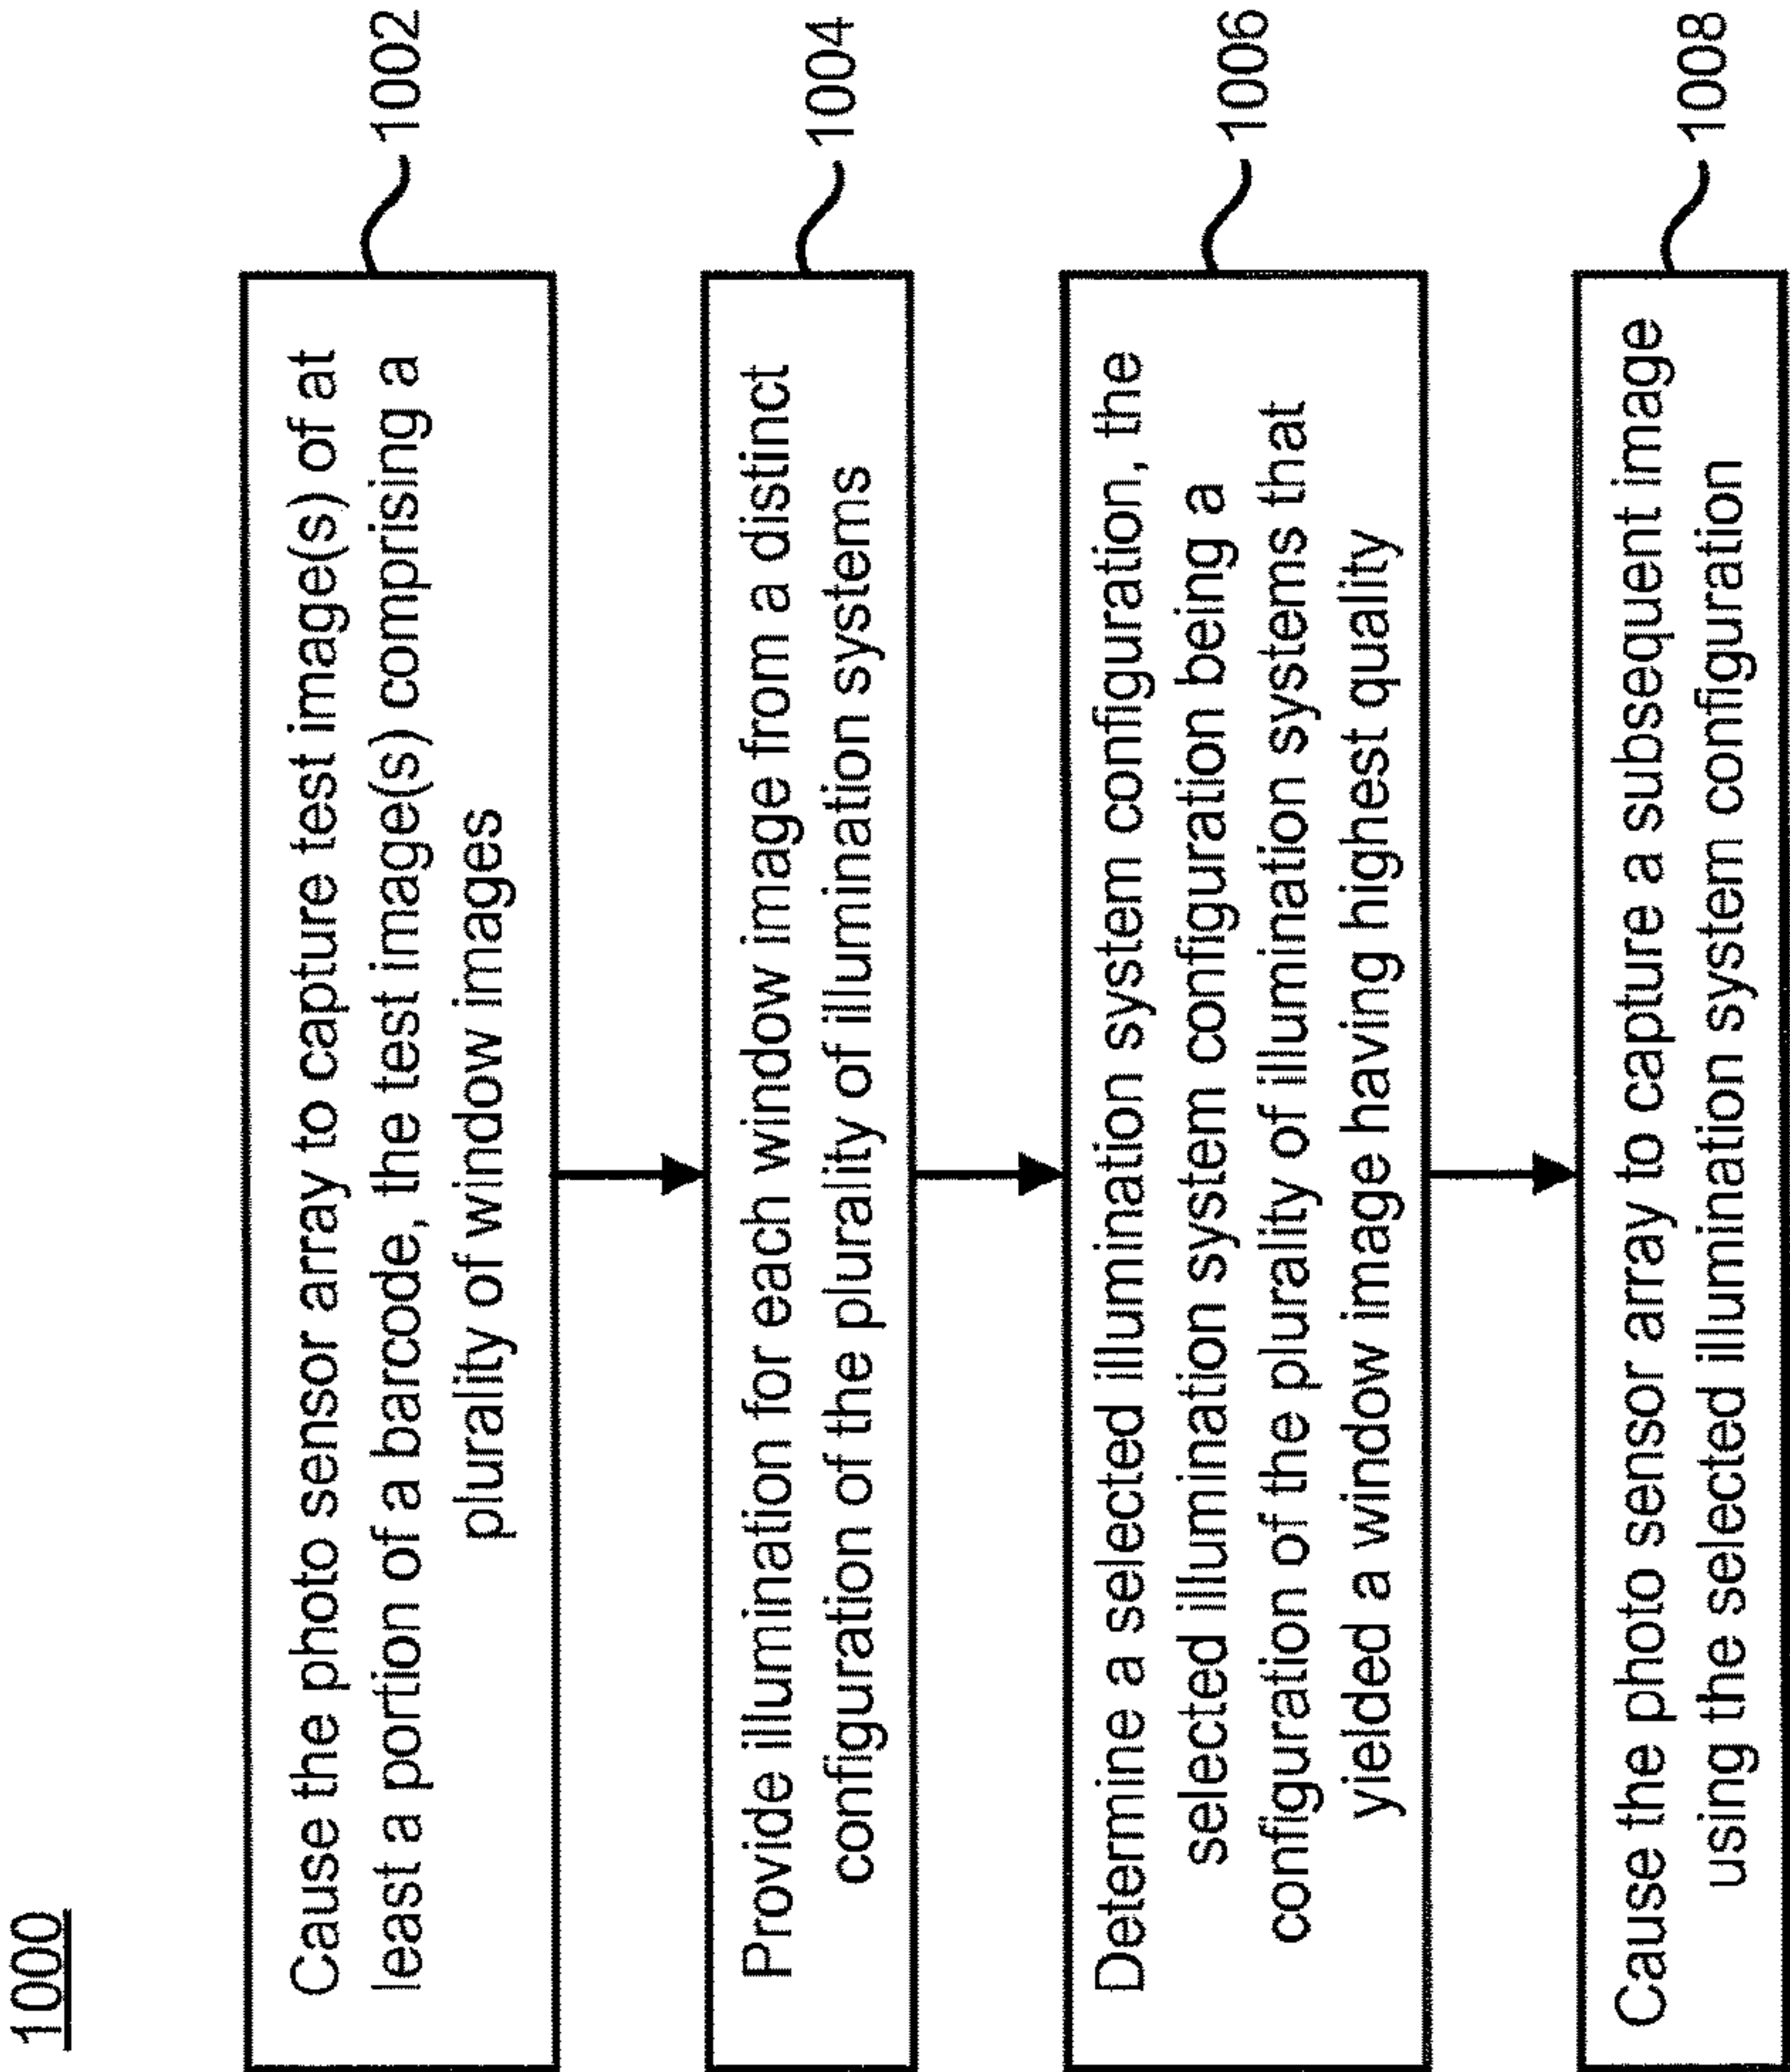 1000
Cause the photo sensor array to capture test image(s) of at
least a portion of a barcode, the test image(s) comprising a
plurality of window images
1002
Provide illumination for each window image from a distinct
configuration of the plurality of illumination systems
1004
Determine a selected illumination system configuration, the
selected illumination system configuration being a
configuration of the plurality of illumination systems that
yielded a window image having highest quality
1006
Cause the photo sensor array to capture a subsequent image
using the selected illumination system configuration
1008